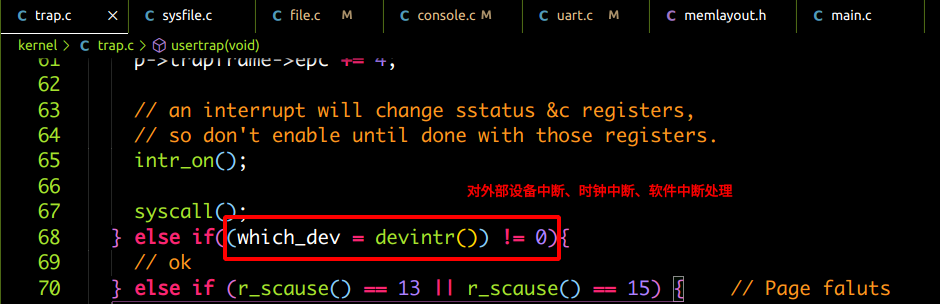 trap.c × sysfile.c file.c M console.c M uart.c M memlayout.h main.c
kernel > trap.c > usertrap(void)
61 p->trapframe->epc += 4;
62
63 // an interrupt will change sstatus &c registers,
64 // so don't enable until done with those registers.
65 intr_on();
66
对外部设备中断、时钟中断、软件中断处理
67 syscall();
68 } else if((which_dev = devintr()) != 0){
69 // ok
70 } else if (r_scause() == 13 || r_scause() == 15) { // Page faluts